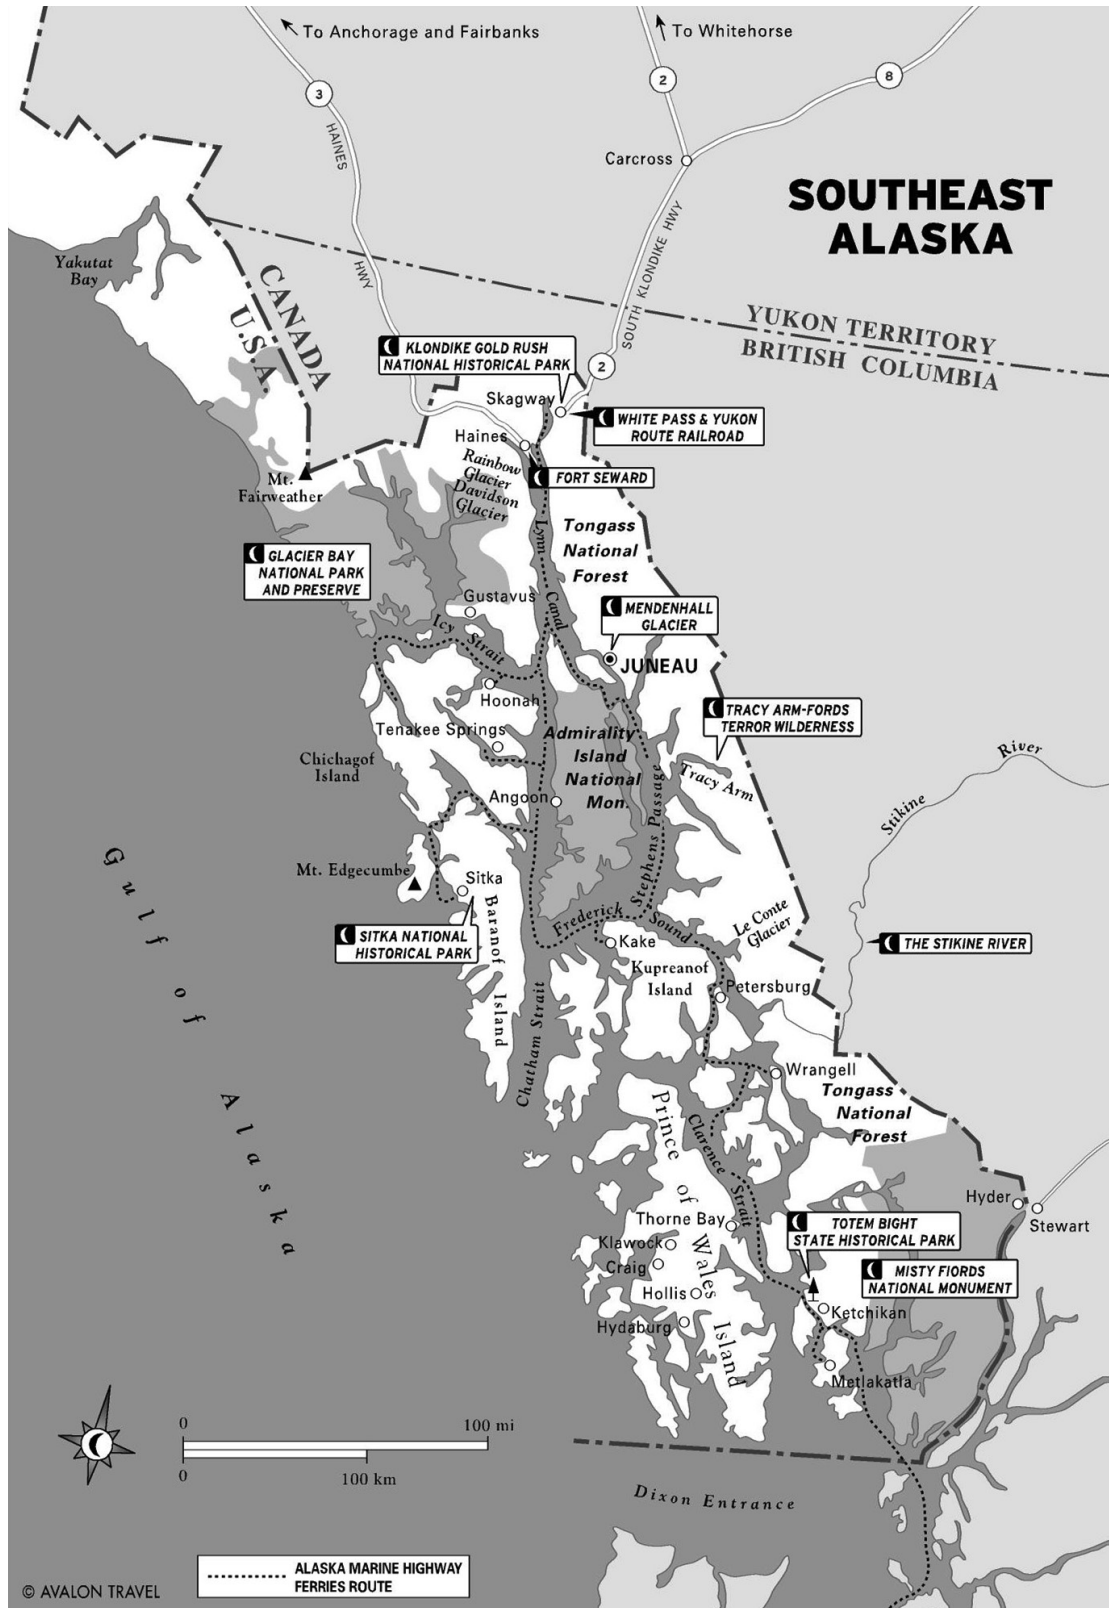 To Anchorage and Fairbanks
To Whitehorse
3
2
8
HAINES
HWY
Carcross
SOUTHEAST
ALASKA
SOUTH KLONDIKE HWY
Yakutat
Bay
CANADA
U.S.A.
YUKON TERRITORY
BRITISH COLUMBIA
KLONDIKE GOLD RUSH
NATIONAL HISTORICAL PARK
2
Skagway
WHITE PASS & YUKON
ROUTE RAILROAD
Haines
Rainbow
Glacier
Davidson
Glacier
FORT SEWARD
Mt.
Fairweather
Lynn
Canal
Tongass
National
Forest
GLACIER BAY
NATIONAL PARK
AND PRESERVE
Gustavus
Icy Strait
MENDENHALL
GLACIER
JUNEAU
Hoonah
TRACY ARM-FORDS
TERROR WILDERNESS
Tenakee Springs
Admirality
Island
National
Mon.
Chichagof
Island
Tracy Arm
Stikine River
Angoon
Stephens Passage
Mt. Edgecumbe
Sitka
Baranof Island
Frederick Sound
Le Conte
Glacier
SITKA NATIONAL
HISTORICAL PARK
Kake
THE STIKINE RIVER
Kupreanof
Island
Petersburg
Chatham Strait
Gulf of Alaska
Wrangell
Tongass
National
Forest
Prince of Wales Island
Clarence Strait
Hyder
Stewart
Thorne Bay
TOTEM BIGHT
STATE HISTORICAL PARK
Klawock
Craig
MISTY FIORDS
NATIONAL MONUMENT
Hollis
Ketchikan
Hydaburg
Metlakatla
0
100 mi
0
100 km
Dixon Entrance
ALASKA MARINE HIGHWAY
FERRIES ROUTE
© AVALON TRAVEL